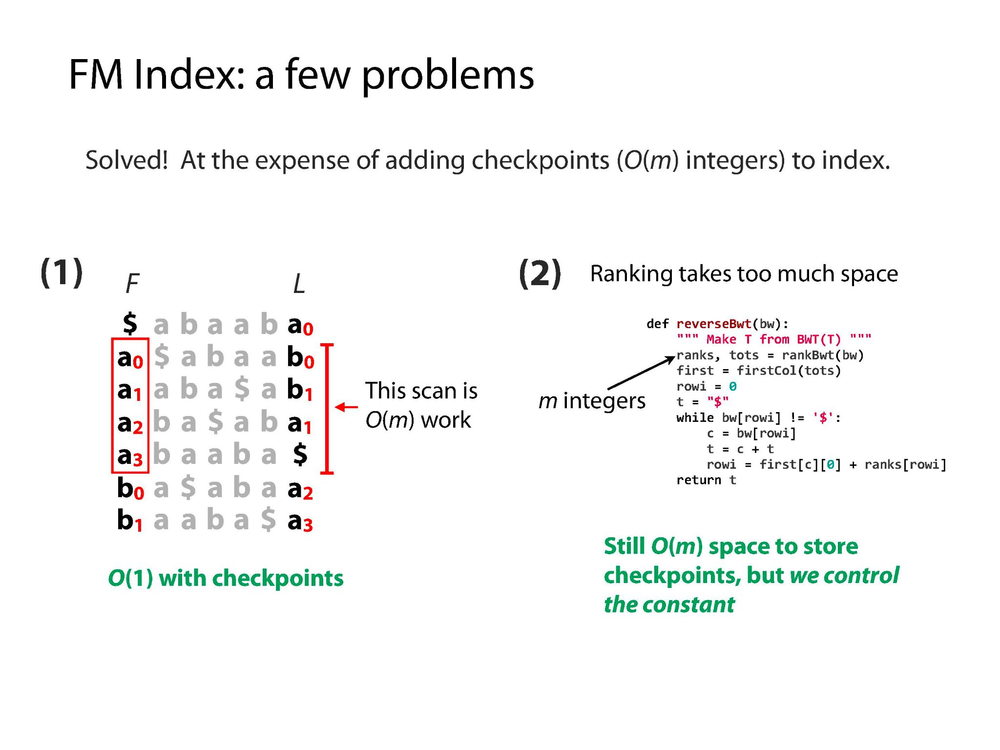 FM Index: a few problems
Solved!  At the expense of adding checkpoints (O(m) integers) to index.
(1)
F L
$ a b a a b a0
a0 $ a b a a b0
a1 a b a $ a b1
a2 b a $ a b a1
a3 b a a b a $
b0 a $ a b a a2
b1 a a b a $ a3
This scan is
O(m) work
O(1) with checkpoints
(2) Ranking takes too much space
def reverseBwt(bw):
    """ Make T from BWT(T) """
    ranks, tots = rankBwt(bw)
    first = firstCol(tots)
    rowi = 0
    t = "$"
    while bw[rowi] != '$':
        c = bw[rowi]
        t = c + t
        rowi = first[c][0] + ranks[rowi]
    return t
m integers
Still O(m) space to store
checkpoints, but we control
the constant